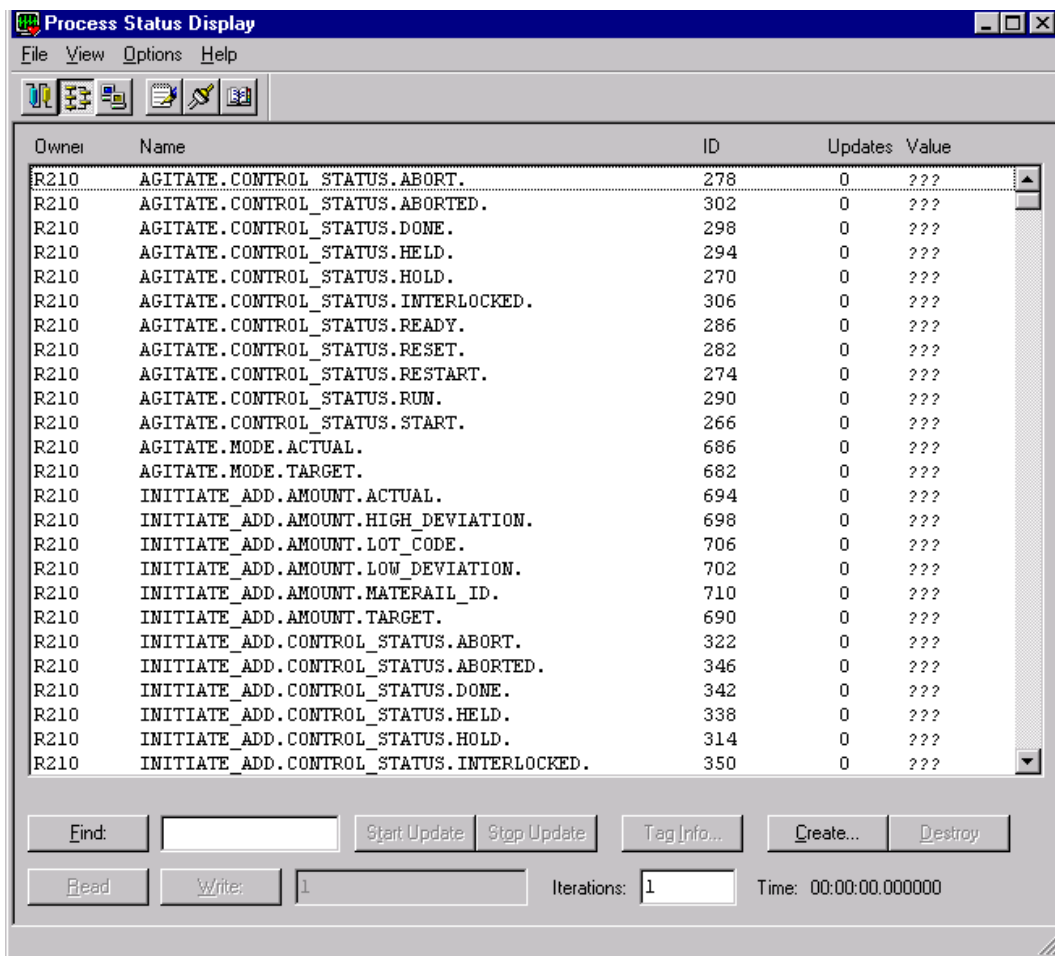 Process Status Display
File View Options Help
Owner Name ID Updates Value
R210 AGITATE.CONTROL_STATUS.ABORT. 278 0 ???
R210 AGITATE.CONTROL_STATUS.ABORTED. 302 0 ???
R210 AGITATE.CONTROL_STATUS.DONE. 298 0 ???
R210 AGITATE.CONTROL_STATUS.HELD. 294 0 ???
R210 AGITATE.CONTROL_STATUS.HOLD. 270 0 ???
R210 AGITATE.CONTROL_STATUS.INTERLOCKED. 306 0 ???
R210 AGITATE.CONTROL_STATUS.READY. 286 0 ???
R210 AGITATE.CONTROL_STATUS.RESET. 282 0 ???
R210 AGITATE.CONTROL_STATUS.RESTART. 274 0 ???
R210 AGITATE.CONTROL_STATUS.RUN. 290 0 ???
R210 AGITATE.CONTROL_STATUS.START. 266 0 ???
R210 AGITATE.MODE.ACTUAL. 686 0 ???
R210 AGITATE.MODE.TARGET. 682 0 ???
R210 INITIATE_ADD.AMOUNT.ACTUAL. 694 0 ???
R210 INITIATE_ADD.AMOUNT.HIGH_DEVIATION. 698 0 ???
R210 INITIATE_ADD.AMOUNT.LOT_CODE. 706 0 ???
R210 INITIATE_ADD.AMOUNT.LOW_DEVIATION. 702 0 ???
R210 INITIATE_ADD.AMOUNT.MATERAIL_ID. 710 0 ???
R210 INITIATE_ADD.AMOUNT.TARGET. 690 0 ???
R210 INITIATE_ADD.CONTROL_STATUS.ABORT. 322 0 ???
R210 INITIATE_ADD.CONTROL_STATUS.ABORTED. 346 0 ???
R210 INITIATE_ADD.CONTROL_STATUS.DONE. 342 0 ???
R210 INITIATE_ADD.CONTROL_STATUS.HELD. 338 0 ???
R210 INITIATE_ADD.CONTROL_STATUS.HOLD. 314 0 ???
R210 INITIATE_ADD.CONTROL_STATUS.INTERLOCKED. 350 0 ???
Find: Start Update Stop Update Tag Info... Create... Destroy
Read Write: 1 Iterations: 1 Time: 00:00:00.000000